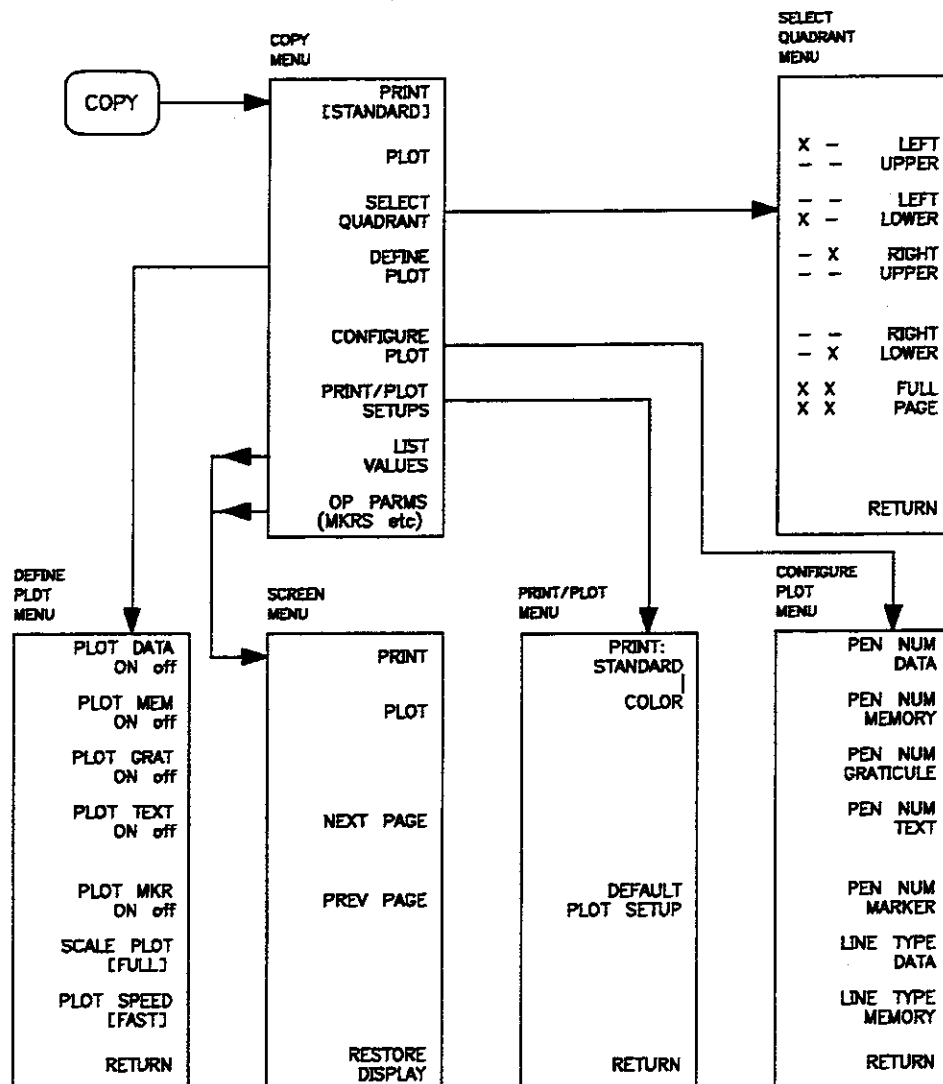 COPY
COPY
MENU
PRINT
[STANDARD]
PLOT
SELECT
QUADRANT
DEFINE
PLOT
CONFIGURE
PLOT
PRINT/PLOT
SETUPS
LIST
VALUES
OP PARMS
(MKRS etc)
SELECT
QUADRANT
MENU
X - LEFT
- - UPPER
- - LEFT
X - LOWER
- X RIGHT
- - UPPER
- - RIGHT
- X LOWER
X X FULL
X X PAGE
RETURN
DEFINE
PLOT
MENU
PLOT DATA
ON off
PLOT MEM
ON off
PLOT GRAT
ON off
PLOT TEXT
ON off
PLOT MKR
ON off
SCALE PLOT
[FULL]
PLOT SPEED
[FAST]
RETURN
SCREEN
MENU
PRINT
PLOT
NEXT PAGE
PREV PAGE
RESTORE
DISPLAY
PRINT/PLOT
MENU
PRINT:
STANDARD
COLOR
DEFAULT
PLOT SETUP
RETURN
CONFIGURE
PLOT
MENU
PEN NUM
DATA
PEN NUM
MEMORY
PEN NUM
GRATICULE
PEN NUM
TEXT
PEN NUM
MARKER
LINE TYPE
DATA
LINE TYPE
MEMORY
RETURN